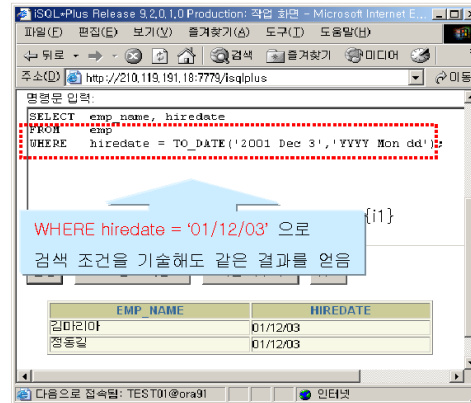 iSQL*Plus Release 9.2.0.1.0 Production: 작업 화면 - Microsoft Internet E...
파일(F) 편집(E) 보기(V) 즐겨찾기(A) 도구(T) 도움말(H)
뒤로 검색 즐겨찾기 미디어
주소(D) http://210.119.191.18:7779/isqlplus 이동
명령문 입력:
SELECT emp_name, hiredate
FROM emp
WHERE hiredate = TO_DATE('2001 Dec 3','YYYY Mon dd');
{i1}
WHERE hiredate = '01/12/03' 으로
검색 조건을 기술해도 같은 결과를 얻음
EMP_NAME HIREDATE
김마리아 01/12/03
정동길 01/12/03
다음으로 접속됨: TEST01@ora91 인터넷